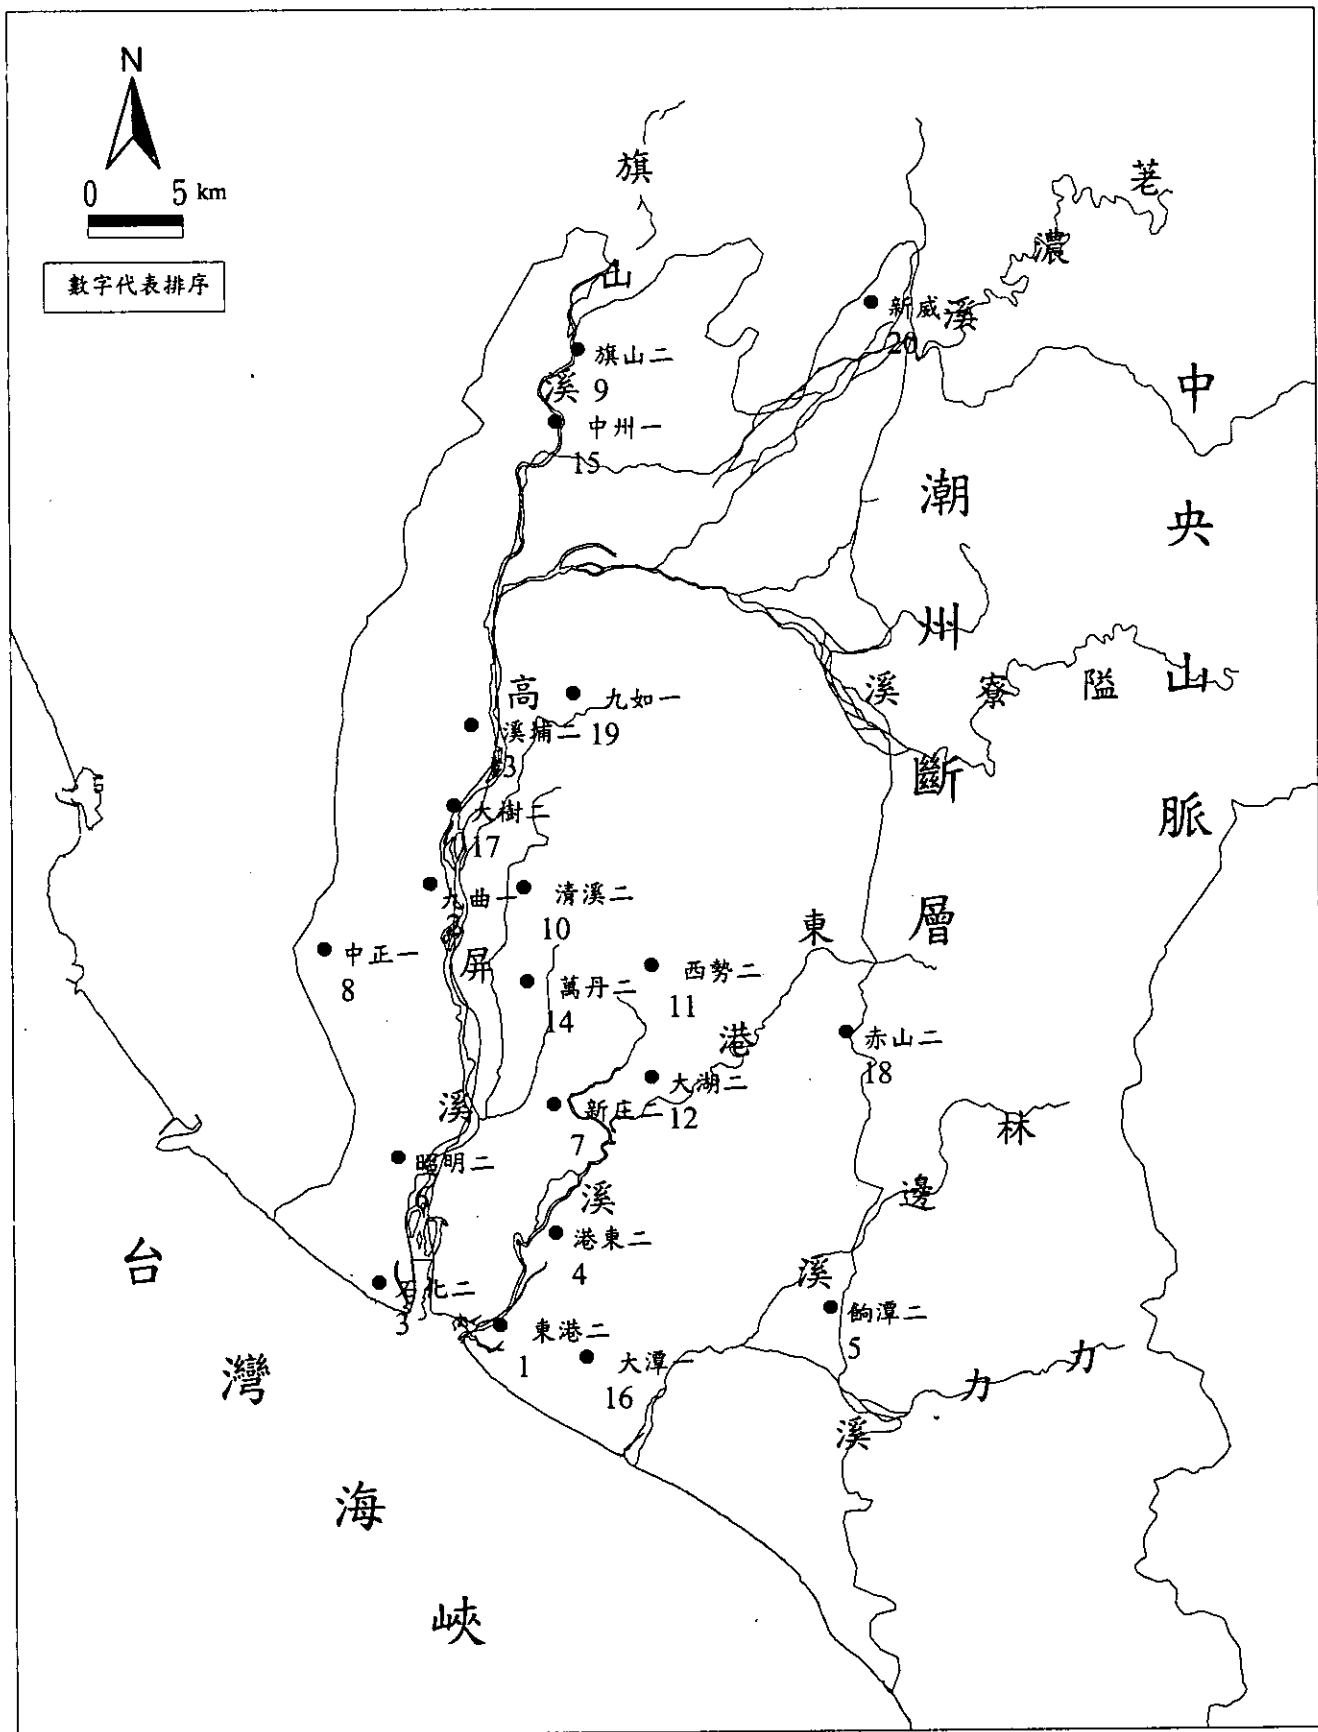 N
0 5 km
數字代表排序
旗山溪
荖濃溪
新威
20
旗山二
9
中州一
15
中央山脈
潮州斷層
隘寮溪
高屏溪
九如一
19
溪埔二
13
大樹二
17
九曲一
2
清溪二
10
中正一
8
萬丹二
14
西勢二
11
東港溪
赤山二
18
大湖二
12
新庄二
7
林邊溪
昭明二
6
港東二
4
石化二
3
東港二
1
大潭一
16
餉潭二
5
力力溪
台灣海峽